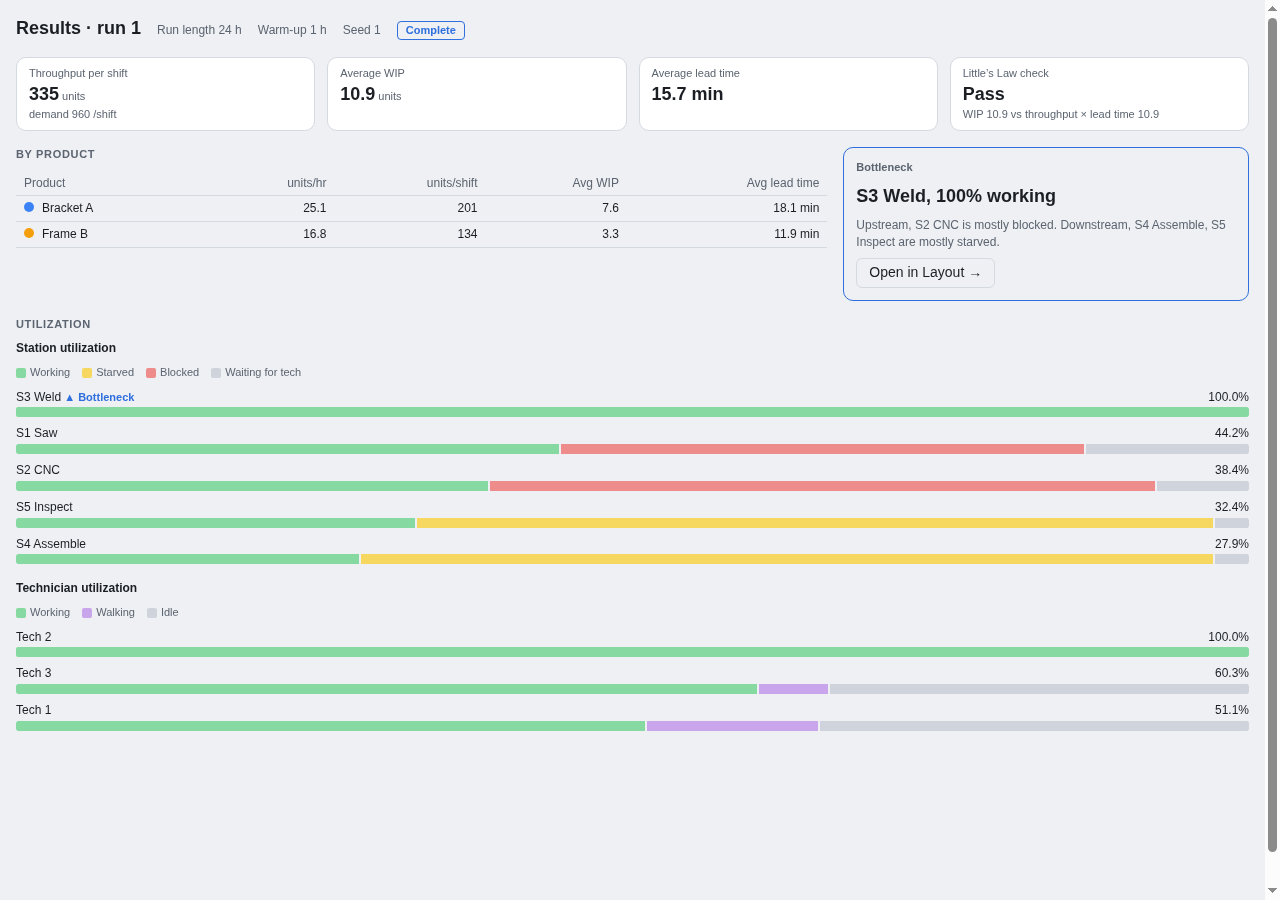 Results · run 1 Run length 24 h Warm-up 1 h Seed 1 Complete
Throughput per shift
335 units
demand 960 /shift
Average WIP
10.9 units
Average lead time
15.7 min
Little's Law check
Pass
WIP 10.9 vs throughput × lead time 10.9
BY PRODUCT
Product units/hr units/shift Avg WIP Avg lead time
Bracket A 25.1 201 7.6 18.1 min
Frame B 16.8 134 3.3 11.9 min
Bottleneck
S3 Weld, 100% working
Upstream, S2 CNC is mostly blocked. Downstream, S4 Assemble, S5
Inspect are mostly starved.
Open in Layout →
UTILIZATION
Station utilization
Working Starved Blocked Waiting for tech
S3 Weld ▲ Bottleneck 100.0%
S1 Saw 44.2%
S2 CNC 38.4%
S5 Inspect 32.4%
S4 Assemble 27.9%
Technician utilization
Working Walking Idle
Tech 2 100.0%
Tech 3 60.3%
Tech 1 51.1%